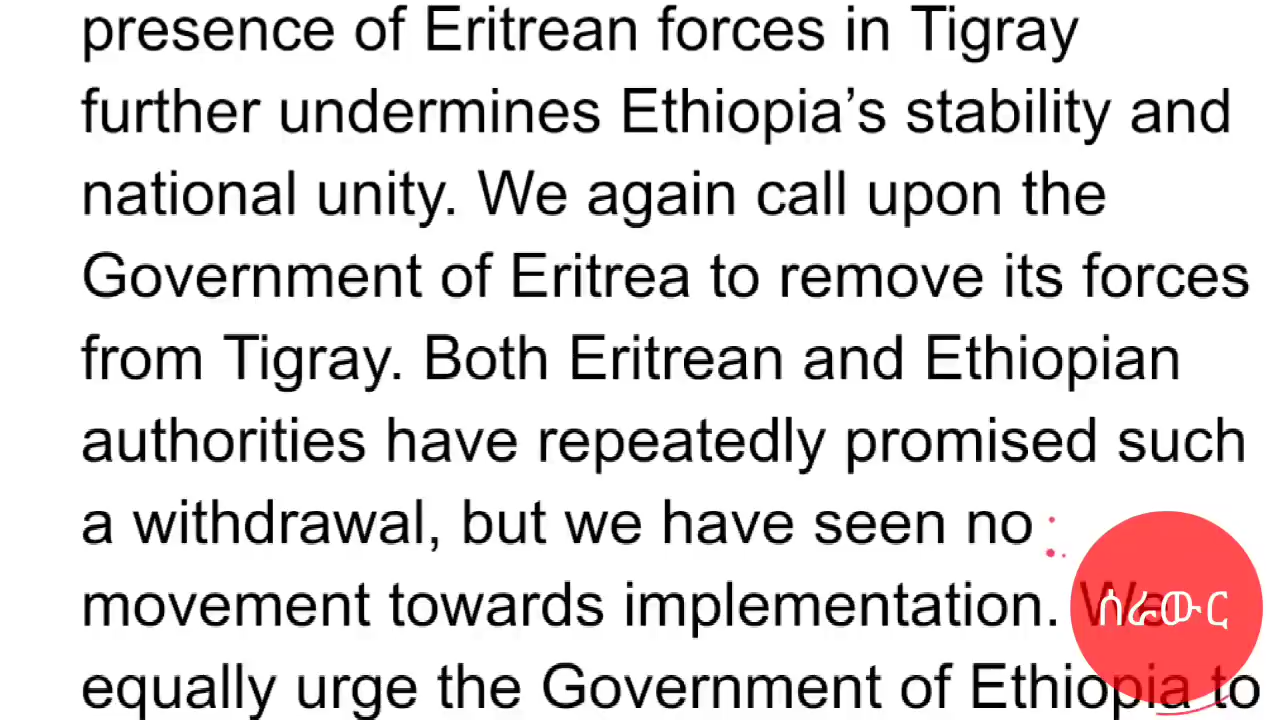 presence of Eritrean forces in Tigray
further undermines Ethiopia’s stability and
national unity. We again call upon the
Government of Eritrea to remove its forces
from Tigray. Both Eritrean and Ethiopian
authorities have repeatedly promised such
a withdrawal, but we have seen no
movement towards implementation. We
equally urge the Government of Ethiopia to
ሰራዊር